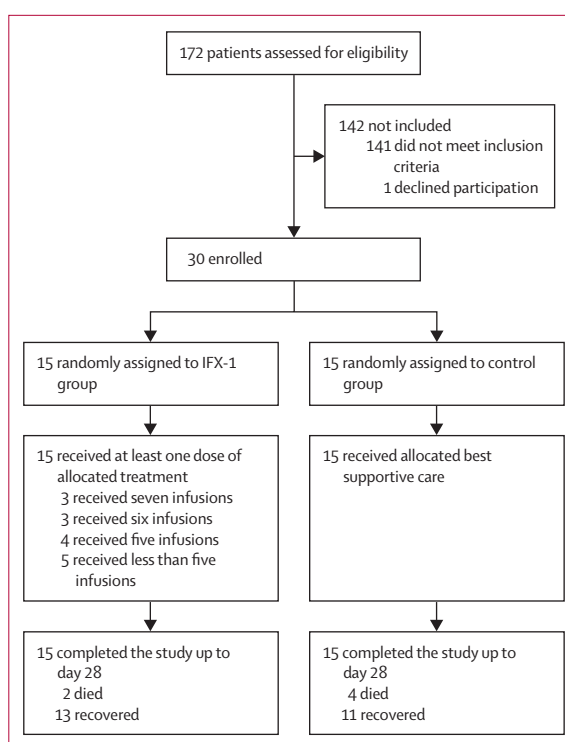 172 patients assessed for eligibility
142 not included
141 did not meet inclusion
criteria
1 declined participation
30 enrolled
15 randomly assigned to IFX-1
group
15 randomly assigned to control
group
15 received at least one dose of
allocated treatment
3 received seven infusions
3 received six infusions
4 received five infusions
5 received less than five
infusions
15 received allocated best
supportive care
15 completed the study up to
day 28
2 died
13 recovered
15 completed the study up to
day 28
4 died
11 recovered